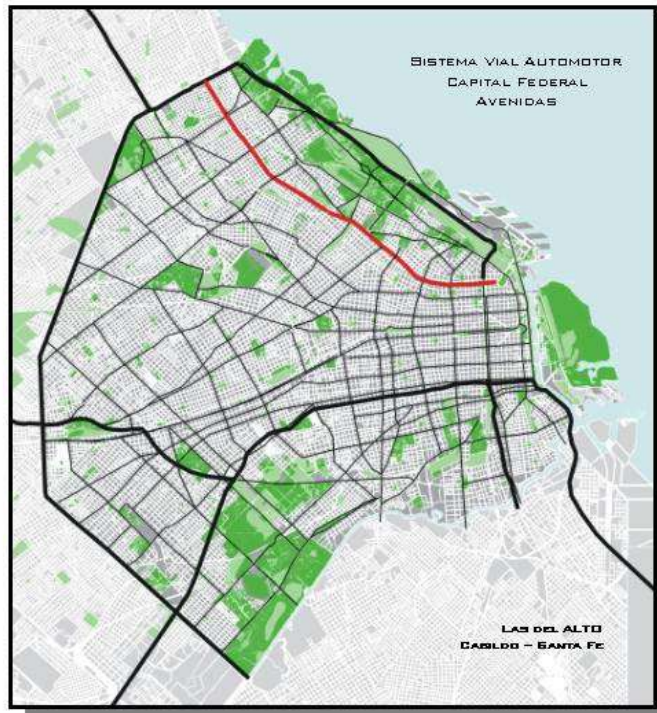 SISTEMA VIAL AUTOMOTOR
CAPITAL FEDERAL
AVENIDAS
LAS DEL ALTO
CABILDO – SANTA FE